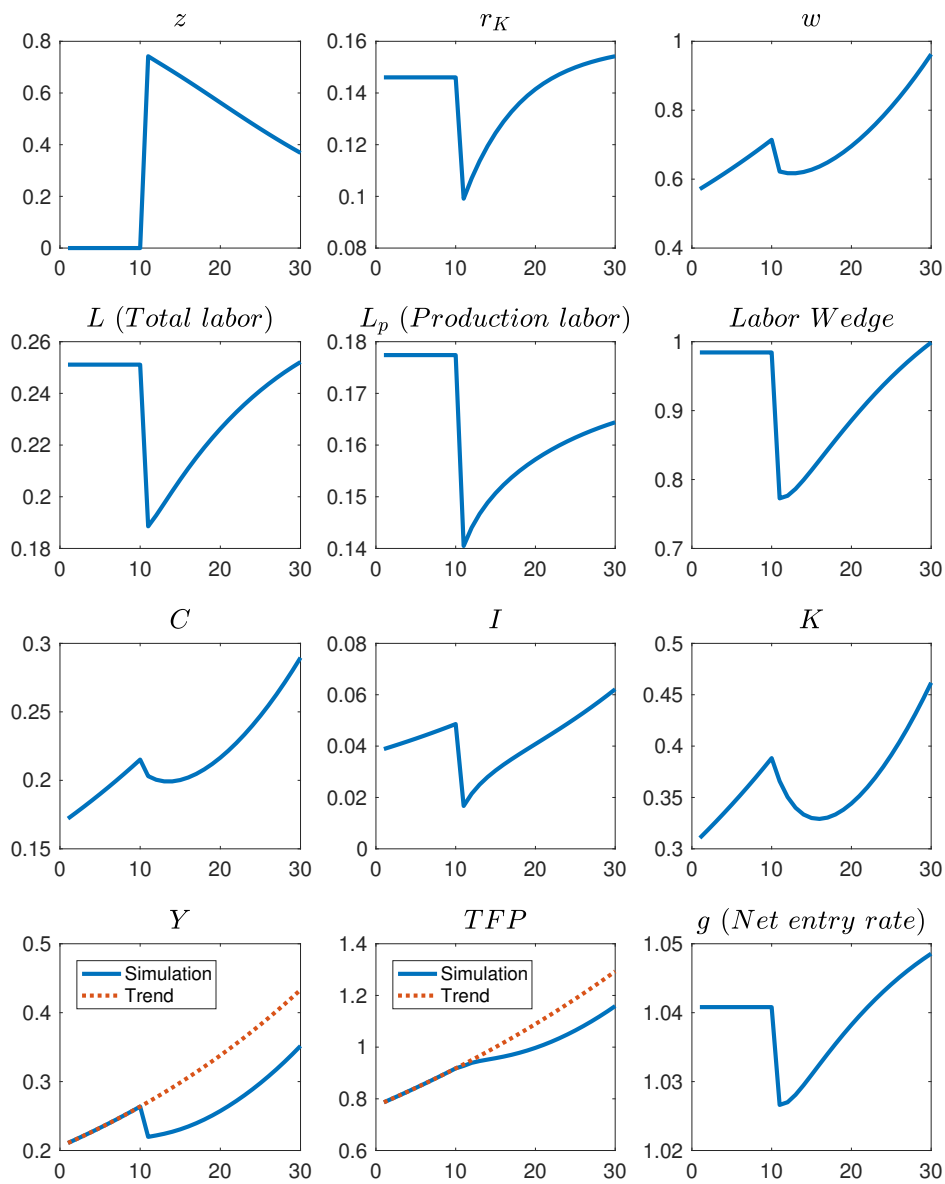 z
0.8
0.6
0.4
0.2
0
0 10 20 30
r_K
0.16
0.14
0.12
0.1
0.08
0 10 20 30
w
1
0.8
0.6
0.4
0 10 20 30
L (Total labor)
0.26
0.24
0.22
0.2
0.18
0 10 20 30
L_p (Production labor)
0.18
0.17
0.16
0.15
0.14
0 10 20 30
Labor Wedge
1
0.9
0.8
0.7
0 10 20 30
C
0.3
0.25
0.2
0.15
0 10 20 30
I
0.08
0.06
0.04
0.02
0
0 10 20 30
K
0.45
0.4
0.35
0.3
0 10 20 30
Y
0.5
0.4
0.3
0.2
Simulation
Trend
0 10 20 30
TFP
1.4
1.2
1
0.8
0.6
Simulation
Trend
0 10 20 30
g (Net entry rate)
1.05
1.04
1.03
1.02
0 10 20 30